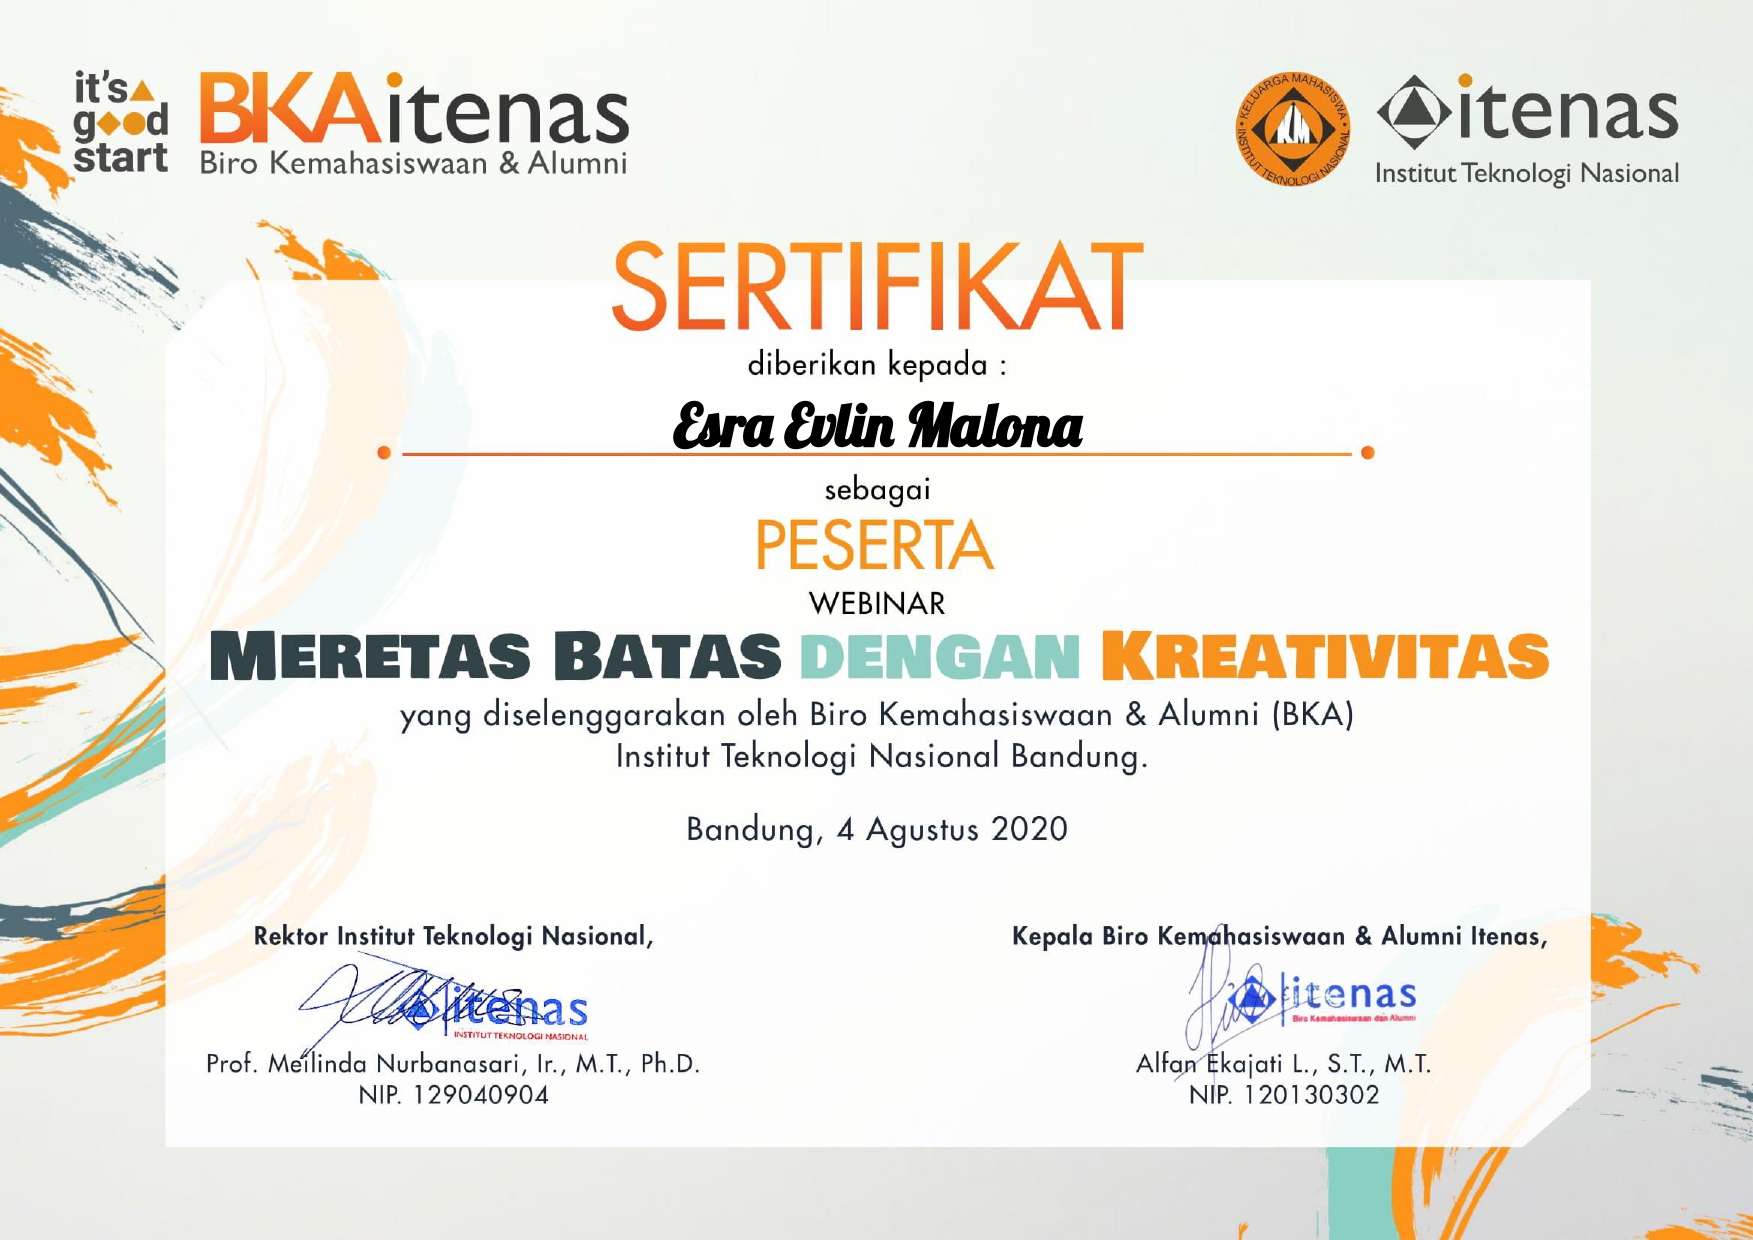 it's
good
start
BKAitenas
Biro Kemahasiswaan & Alumni
KELUARGA MAHASISWA
KM
INSTITUT TEKNOLOGI NASIONAL
itenas
Institut Teknologi Nasional
SERTIFIKAT
diberikan kepada :
Esra Evlin Malona
sebagai
PESERTA
WEBINAR
MERETAS BATAS DENGAN KREATIVITAS
yang diselenggarakan oleh Biro Kemahasiswaan & Alumni (BKA)
Institut Teknologi Nasional Bandung.
Bandung, 4 Agustus 2020
Rektor Institut Teknologi Nasional,
itenas
INSTITUT TEKNOLOGI NASIONAL
Prof. Meilinda Nurbanasari, Ir., M.T., Ph.D.
NIP. 129040904
Kepala Biro Kemahasiswaan & Alumni Itenas,
itenas
Biro Kemahasiswaan dan Alumni
Alfan Ekajati L., S.T., M.T.
NIP. 120130302